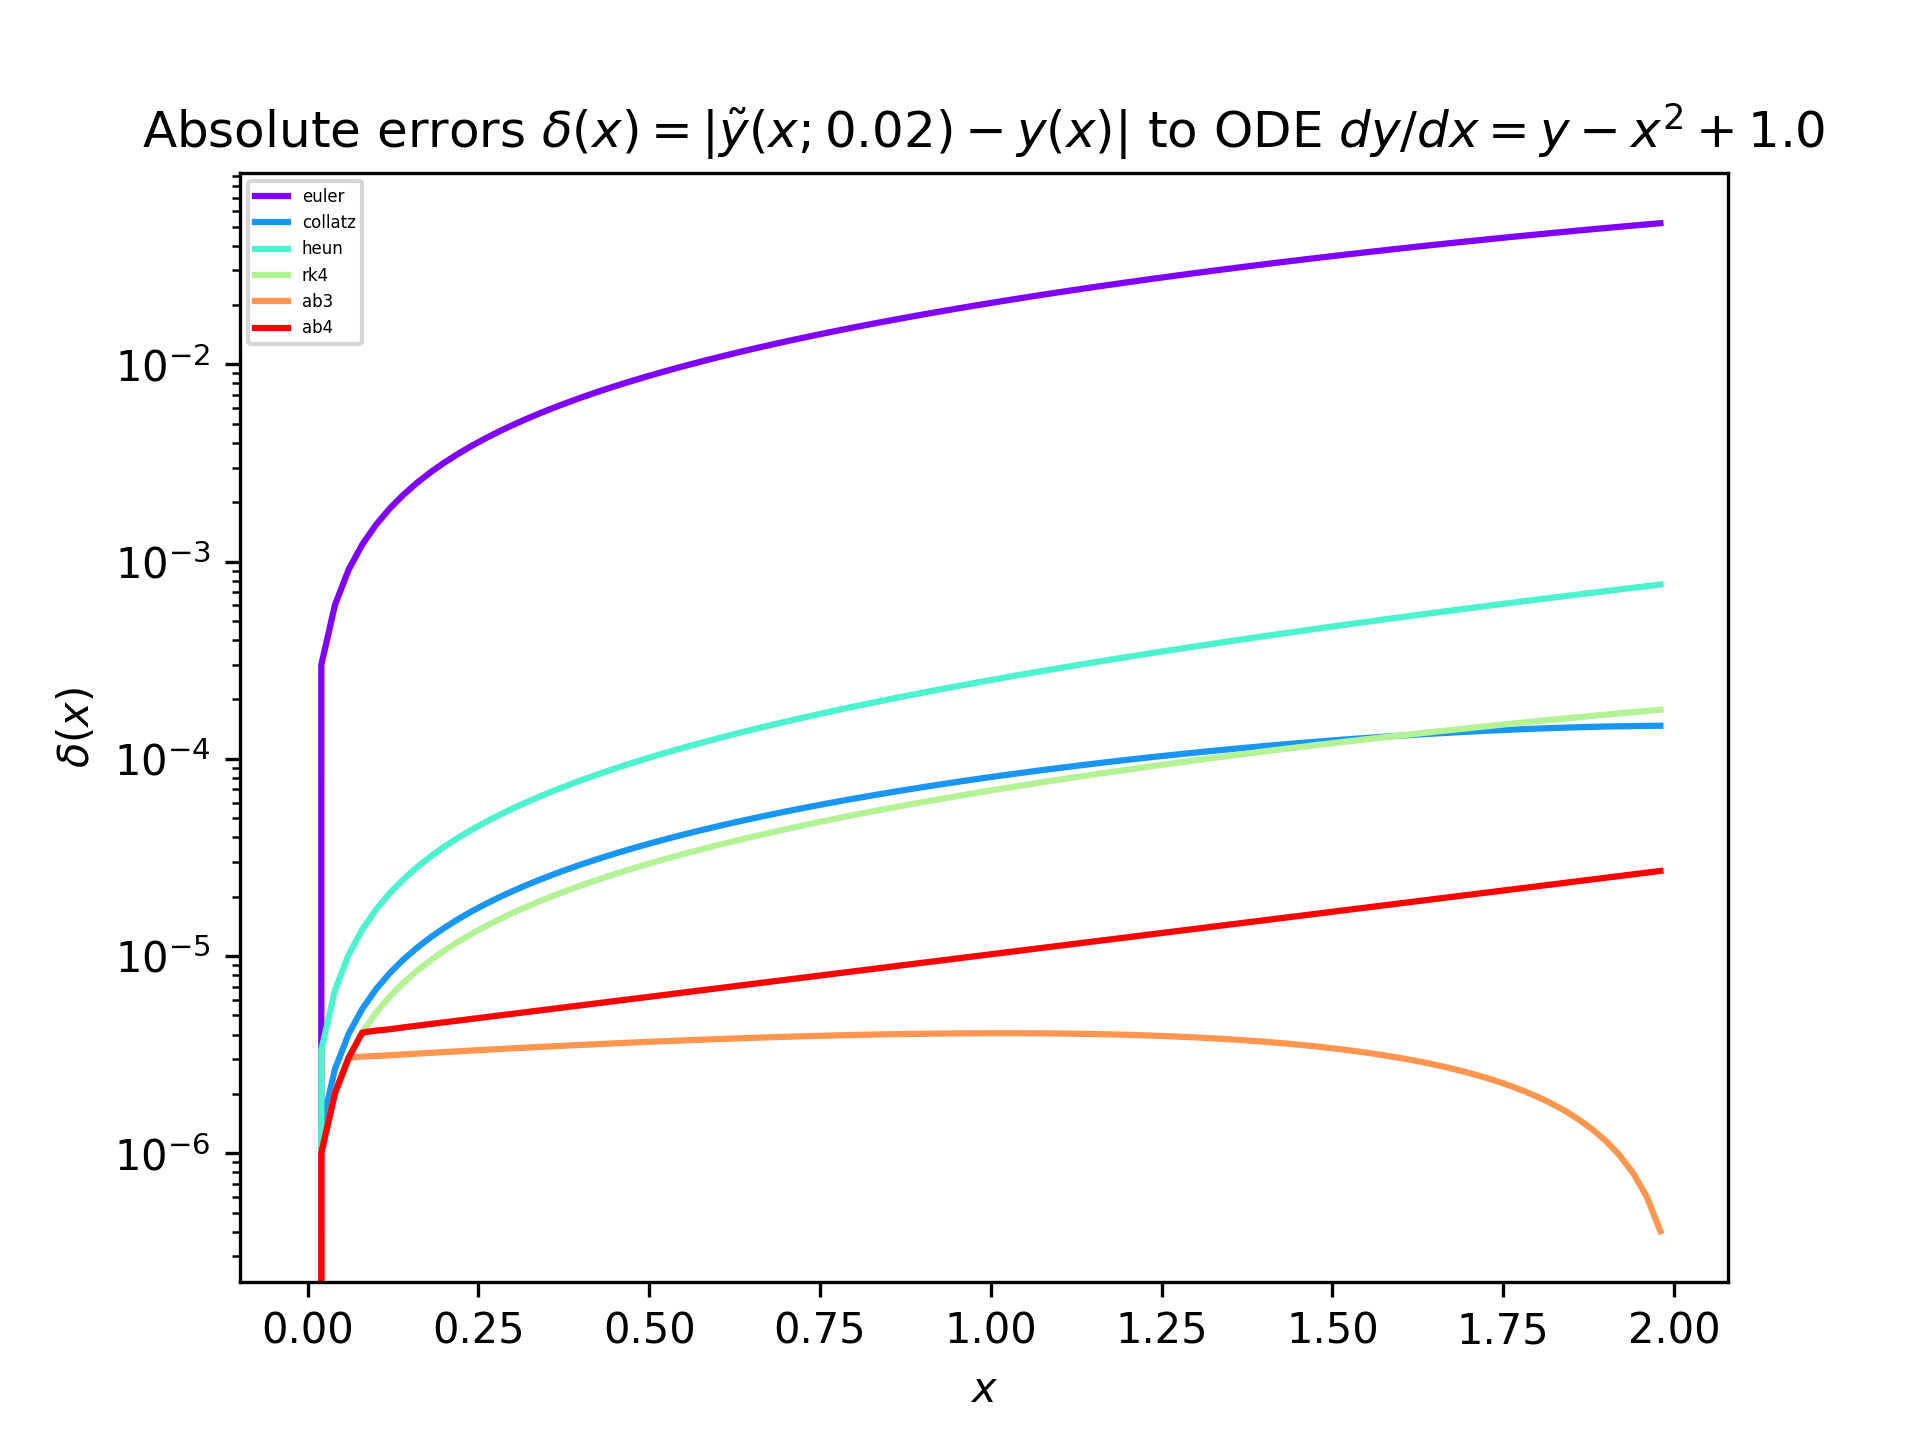 Absolute errors δ(x) = |ỹ(x; 0.02) − y(x)| to ODE dy/dx = y − x² + 1.0
euler
collatz
heun
rk4
ab3
ab4
10⁻²
10⁻³
10⁻⁴
10⁻⁵
10⁻⁶
δ(x)
0.00 0.25 0.50 0.75 1.00 1.25 1.50 1.75 2.00
x